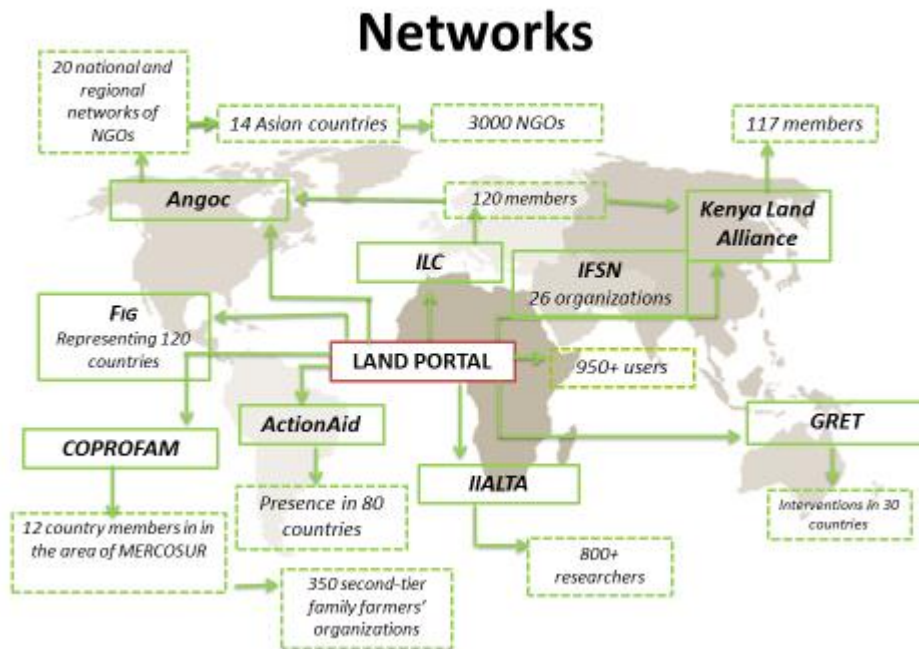 Networks
20 national and
regional
networks of
NGOs
14 Asian countries
3000 NGOs
117 members
Angoc
120 members
Kenya Land
Alliance
ILC
IFSN
26 organizations
FIG
Representing 120
countries
LAND PORTAL
950+ users
ActionAid
GRET
COPROFAM
IIALTA
Presence in 80
countries
Interventions in 30
countries
12 country members in in
the area of MERCOSUR
800+
researchers
350 second-tier
family farmers'
organizations